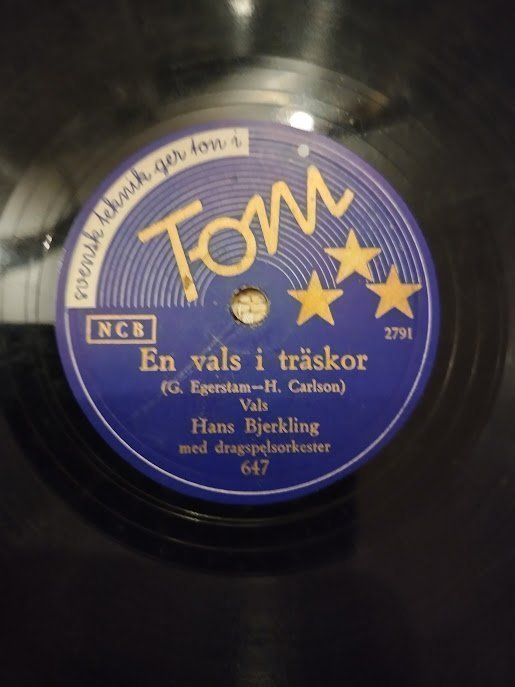 svensk teknik ger ton i
Tom
NCB
2791
En vals i träskor
(G. Egerstam—H. Carlson)
Vals
Hans Bjerkling
med dragspelsorkester
647